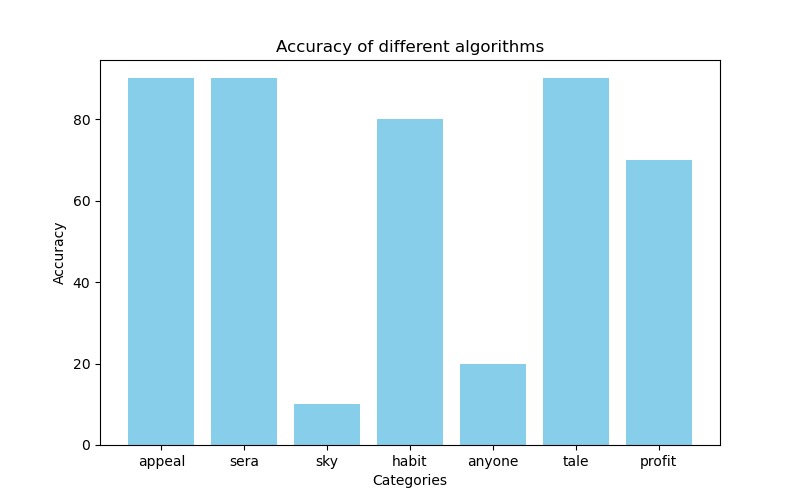 Accuracy of different algorithms
Accuracy
80
60
40
20
0
appeal sera sky habit anyone tale profit
Categories